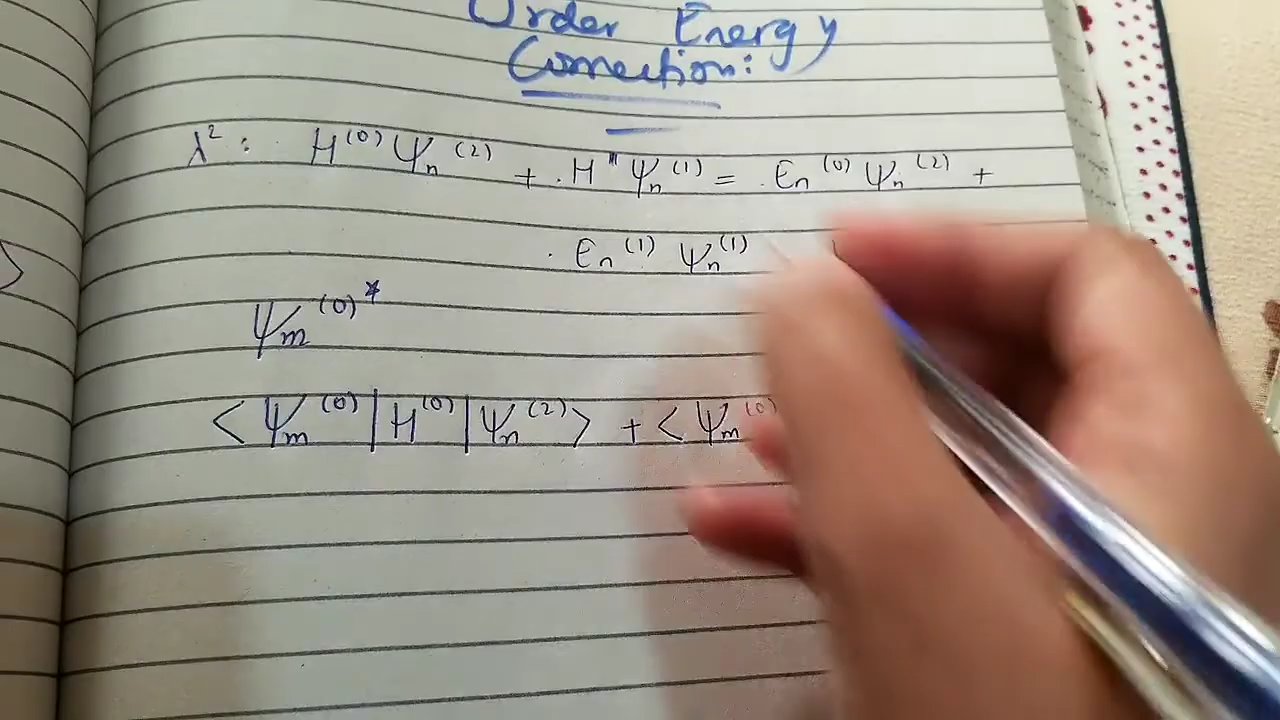 Order Energy
Correction:
λ² : H⁽⁰⁾ Ψₙ⁽²⁾ + H'' Ψₙ⁽¹⁾ = Eₙ⁽⁰⁾ Ψₙ⁽²⁾ +
Eₙ⁽¹⁾ Ψₙ⁽¹⁾
Ψₘ⁽⁰⁾*
< Ψₘ⁽⁰⁾ | H⁽⁰⁾ | Ψₙ⁽²⁾ > + < Ψₘ⁽⁰⁾